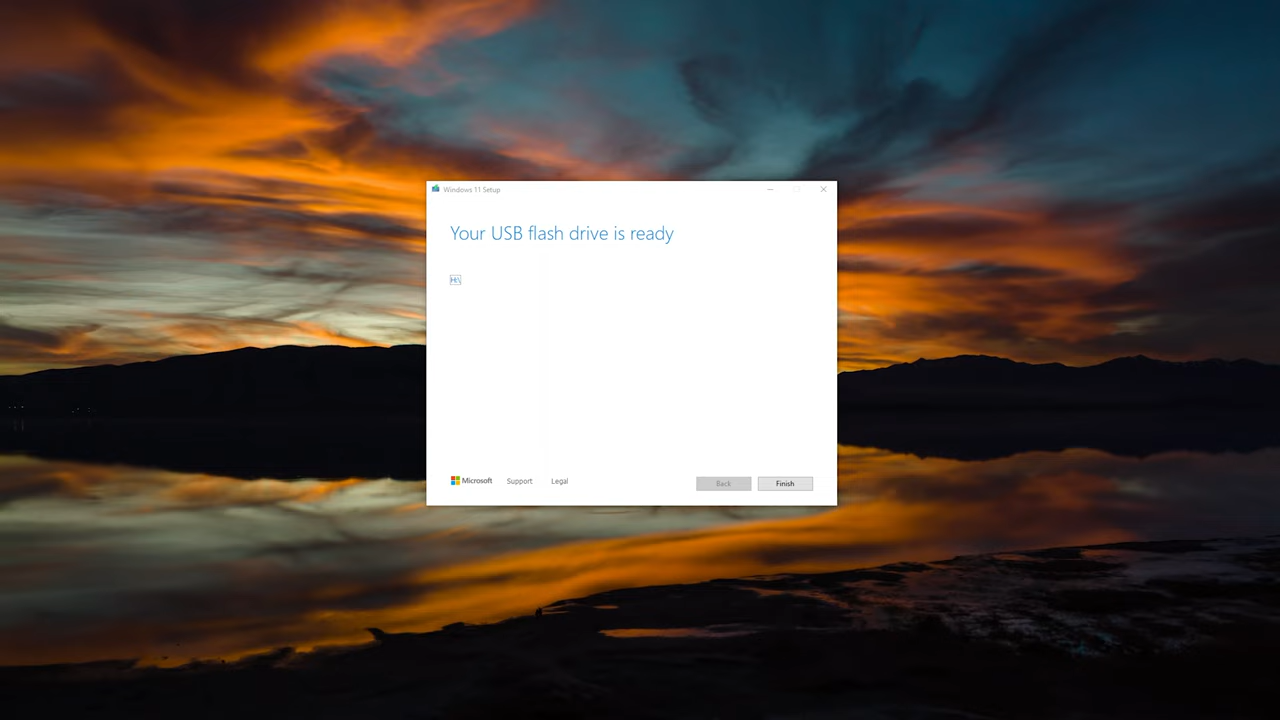 Windows 11 Setup
Your USB flash drive is ready
H:\
Microsoft
Support
Legal
Back
Finish